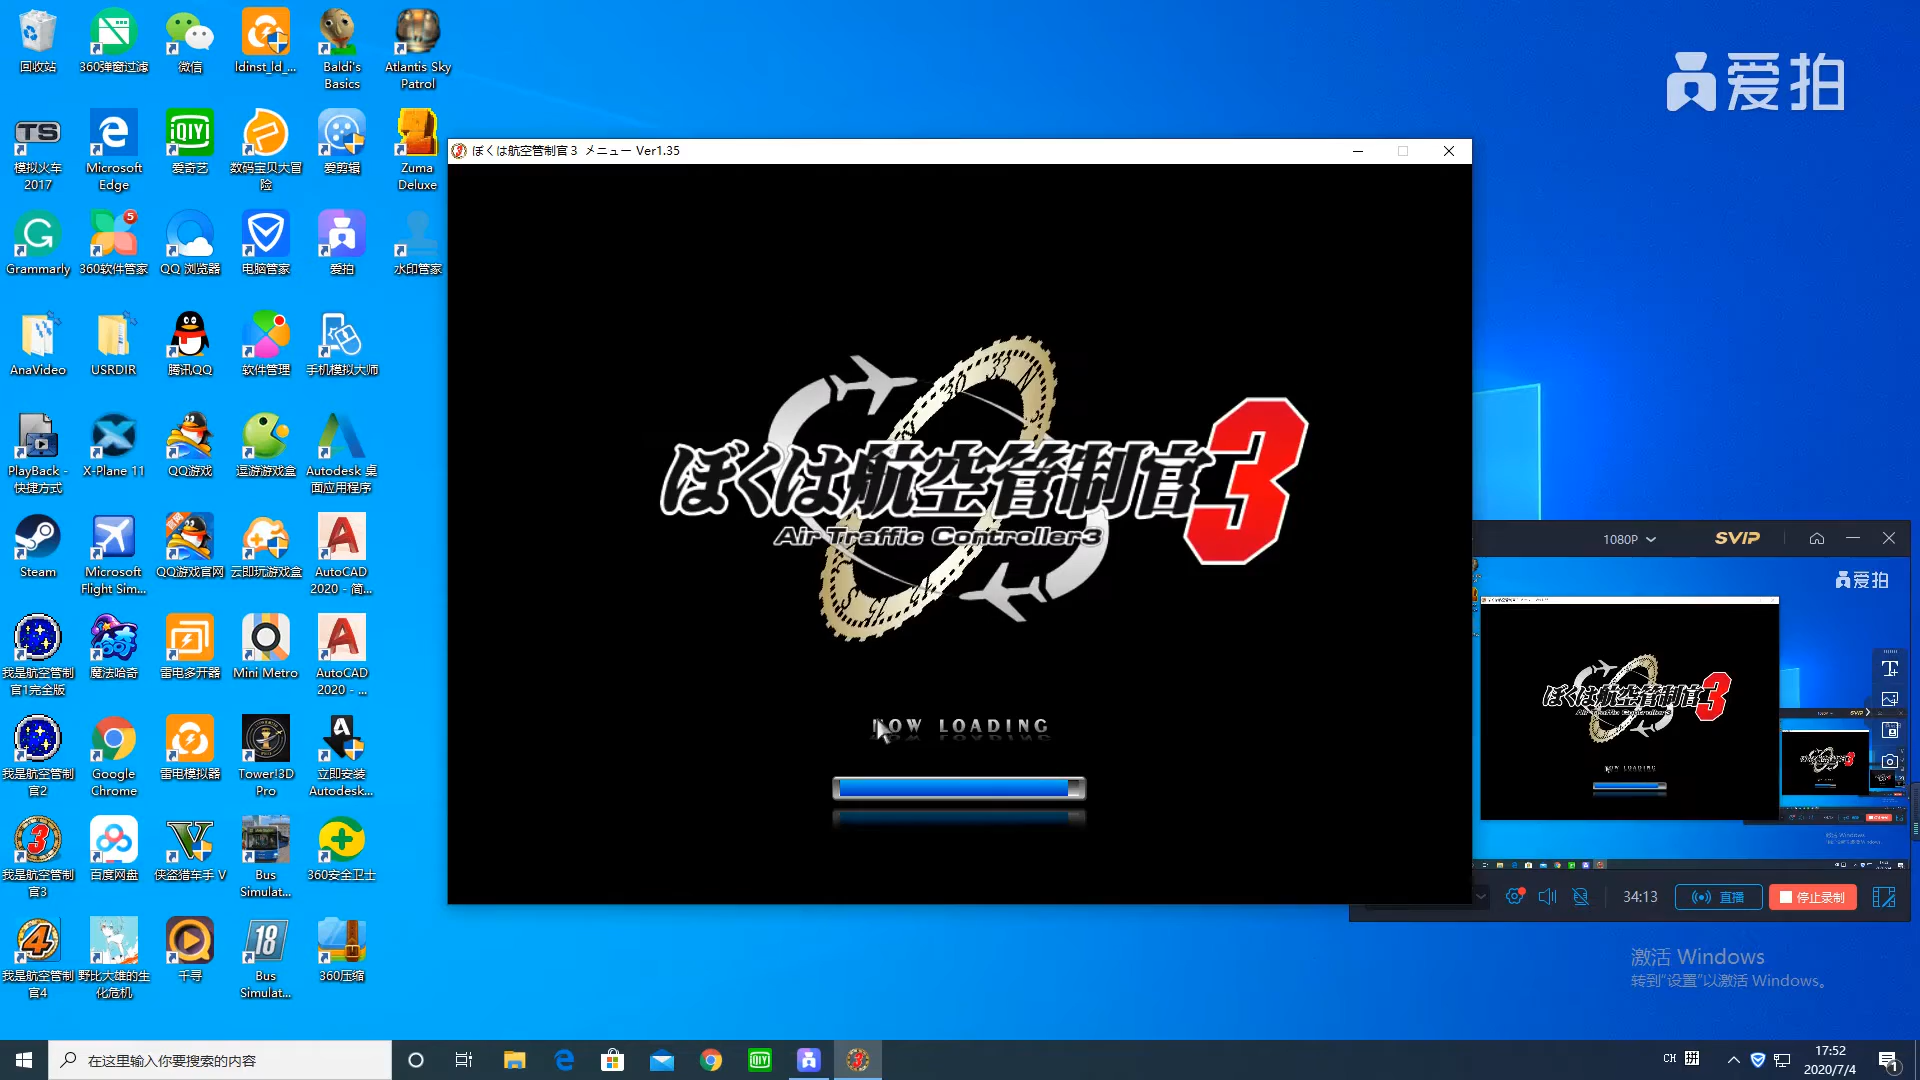 回收站
360弹窗过滤
微信
ldinst_ld_...
Baldi's
Basics
Atlantis Sky
Patrol
爱拍
模拟火车
2017
Microsoft
Edge
爱奇艺
数码宝贝大冒
险
爱剪辑
Zuma
Deluxe
ぼくは航空管制官３ メニュー Ver1.35
Grammarly
360软件管家
QQ 浏览器
电脑管家
爱拍
水印管家
AnaVideo
USRDIR
腾讯QQ
软件管理
手机模拟大师
PlayBack -
快捷方式
X-Plane 11
QQ游戏
逗游游戏盒
Autodesk 桌
面应用程序
ぼくは航空管制官3
Air Traffic Controller3
Steam
Microsoft
Flight Sim...
QQ游戏官网
云即玩游戏盒
AutoCAD
2020 - 简...
1080P
SVIP
爱拍
我是航空管制
官1完全版
魔法哈奇
雷电多开器
Mini Metro
AutoCAD
2020 - ...
NOW LOADING
我是航空管制
官2
Google
Chrome
雷电模拟器
Tower!3D
Pro
立即安装
Autodesk...
我是航空管制
官3
百度网盘
侠盗猎车手 V
Bus
Simulat...
360安全卫士
34:13
直播
停止录制
我是航空管制
官4
野比大雄的生
化危机
千寻
Bus
Simulat...
360压缩
激活 Windows
转到"设置"以激活 Windows。
在这里输入你要搜索的内容
CH
拼
17:52
2020/7/4